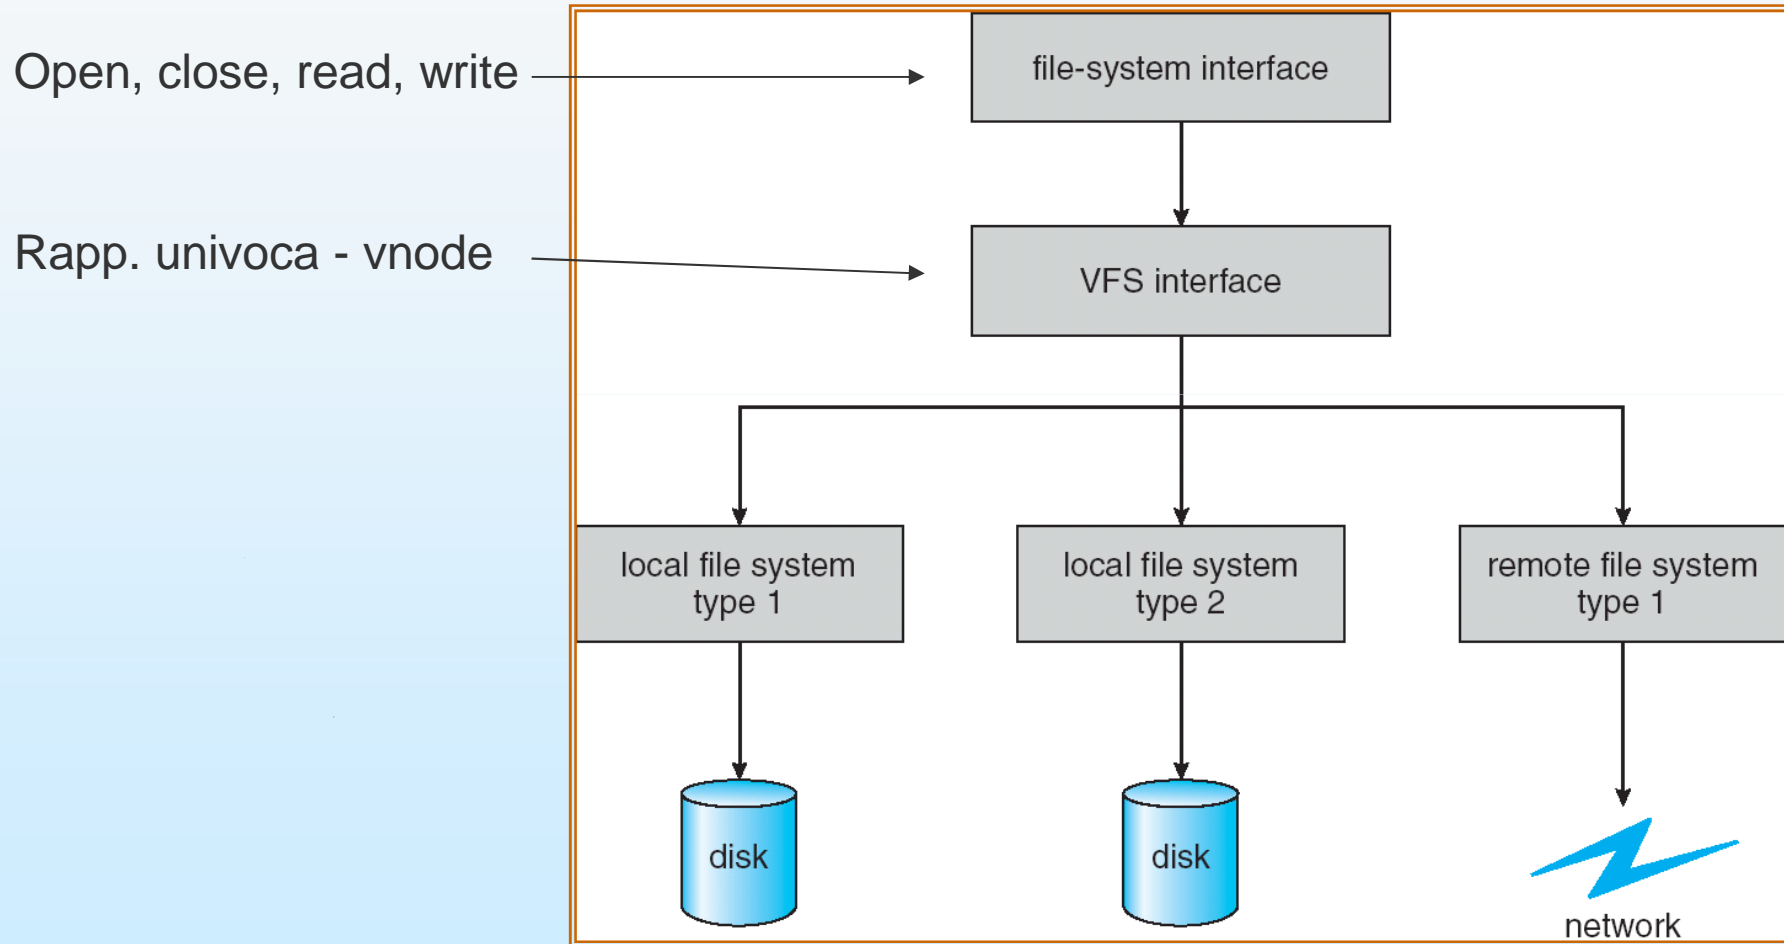 Open, close, read, write
file-system interface
Rapp. univoca - vnode
VFS interface
local file system
type 1
local file system
type 2
remote file system
type 1
disk
disk
network